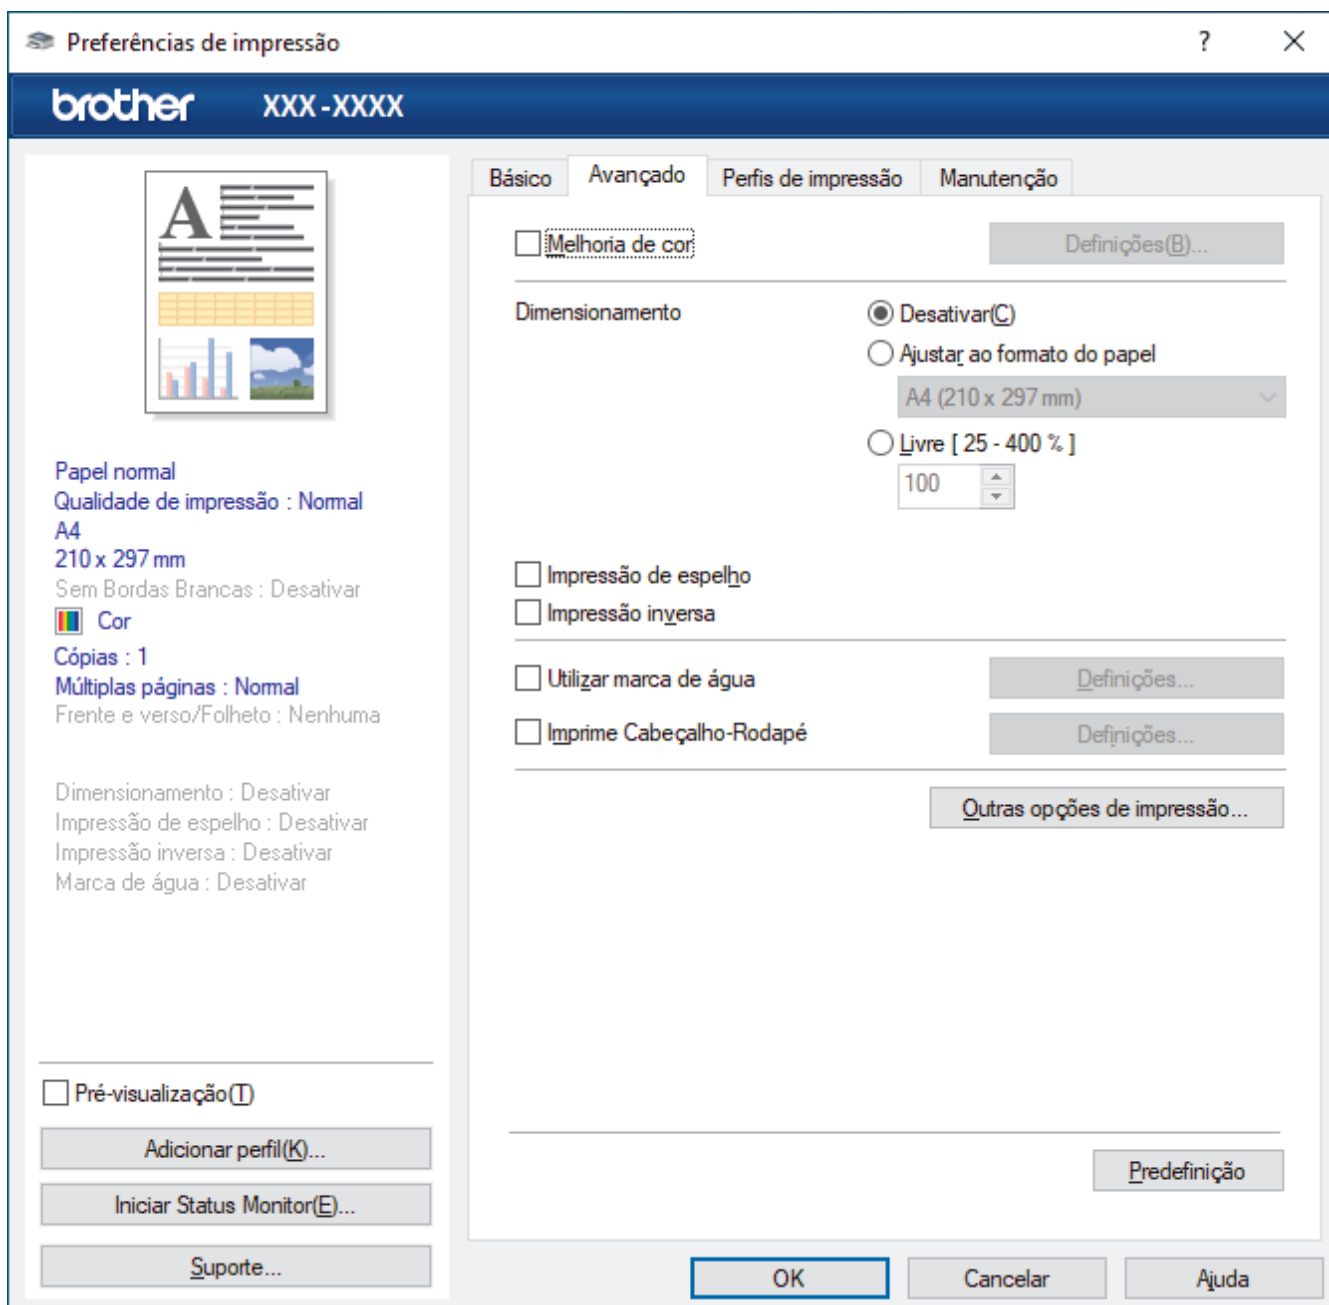 Preferências de impressão
brother XXX-XXXX
Básico Avançado Perfis de impressão Manutenção
A
Papel normal
Qualidade de impressão : Normal
A4
210 x 297 mm
Sem Bordas Brancas : Desativar
Cor
Cópias : 1
Múltiplas páginas : Normal
Frente e verso/Folheto : Nenhuma
Dimensionamento : Desativar
Impressão de espelho : Desativar
Impressão inversa : Desativar
Marca de água : Desativar
Pré-visualização(T)
Adicionar perfil(K)...
Iniciar Status Monitor(E)...
Suporte...
Melhoria de cor Definições(B)...
Dimensionamento Desativar(C)
Ajustar ao formato do papel
A4 (210 x 297 mm)
Livre [ 25 - 400 % ]
100
Impressão de espelho
Impressão inversa
Utilizar marca de água Definições...
Imprime Cabeçalho-Rodapé Definições...
Outras opções de impressão...
Predefinição
OK Cancelar Ajuda